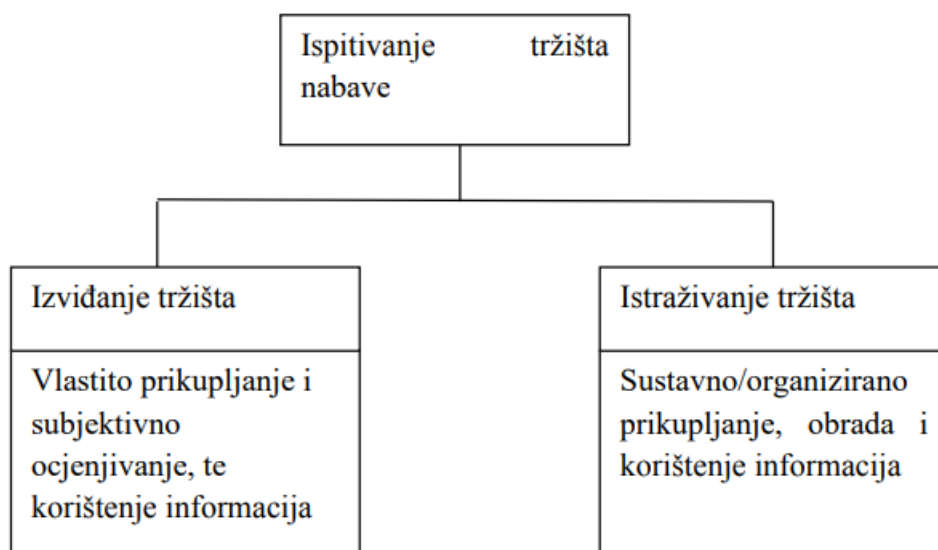 Ispitivanje tržišta
nabave
Izviđanje tržišta
Vlastito prikupljanje i
subjektivno
ocjenjivanje, te
korištenje informacija
Istraživanje tržišta
Sustavno/organizirano
prikupljanje, obrada i
korištenje informacija